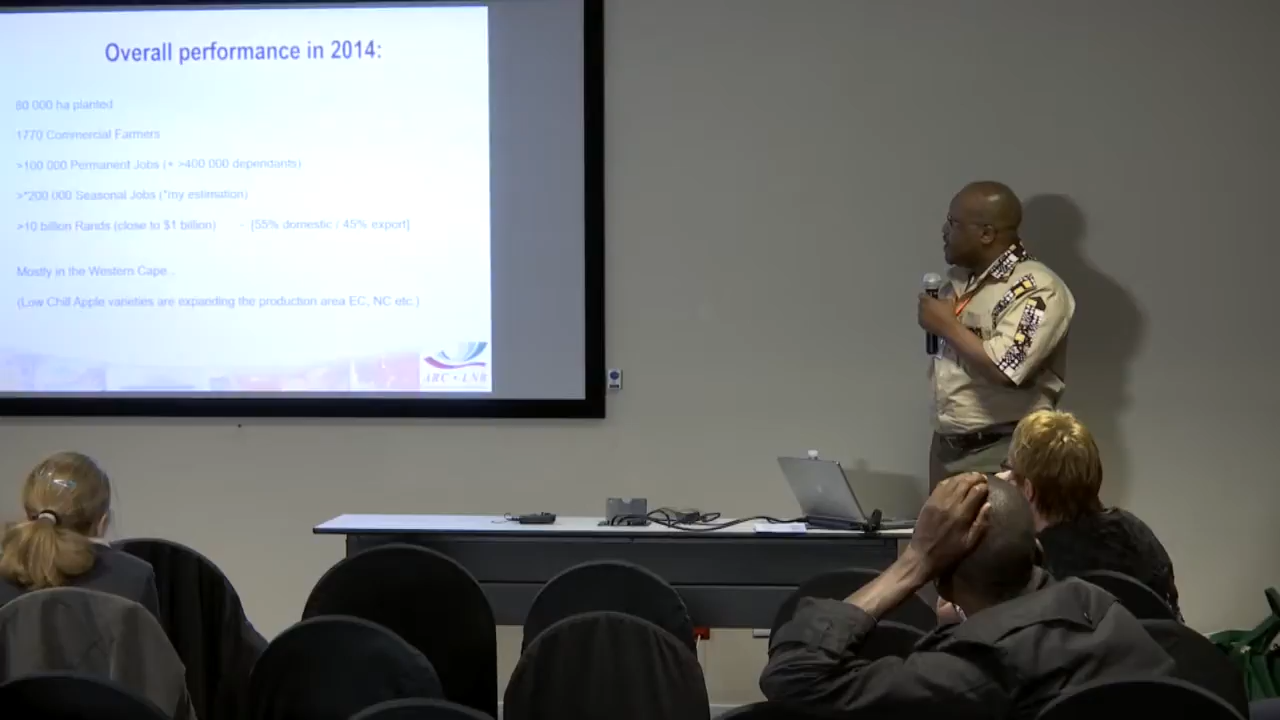 Overall performance in 2014:
80 000 ha planted
1770 Commercial Farmers
>100 000 Permanent Jobs (+ >400 000 dependants)
>*200 000 Seasonal Jobs (*my estimation)
>10 billion Rands (close to $1 billion) - [55% domestic / 45% export]
Mostly in the Western Cape..
(Low Chill Apple varieties are expanding the production area EC, NC etc.)
ARC • LNR